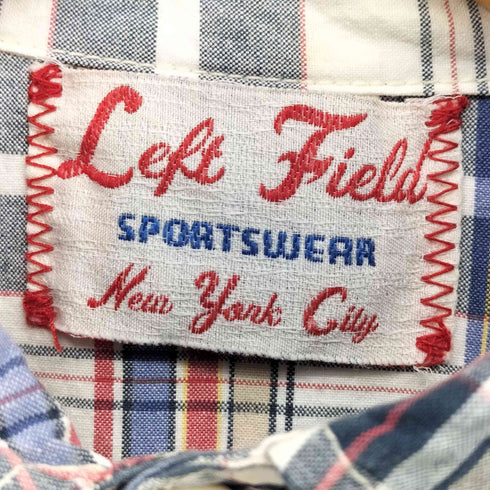 Left Field
SPORTSWEAR
New York City